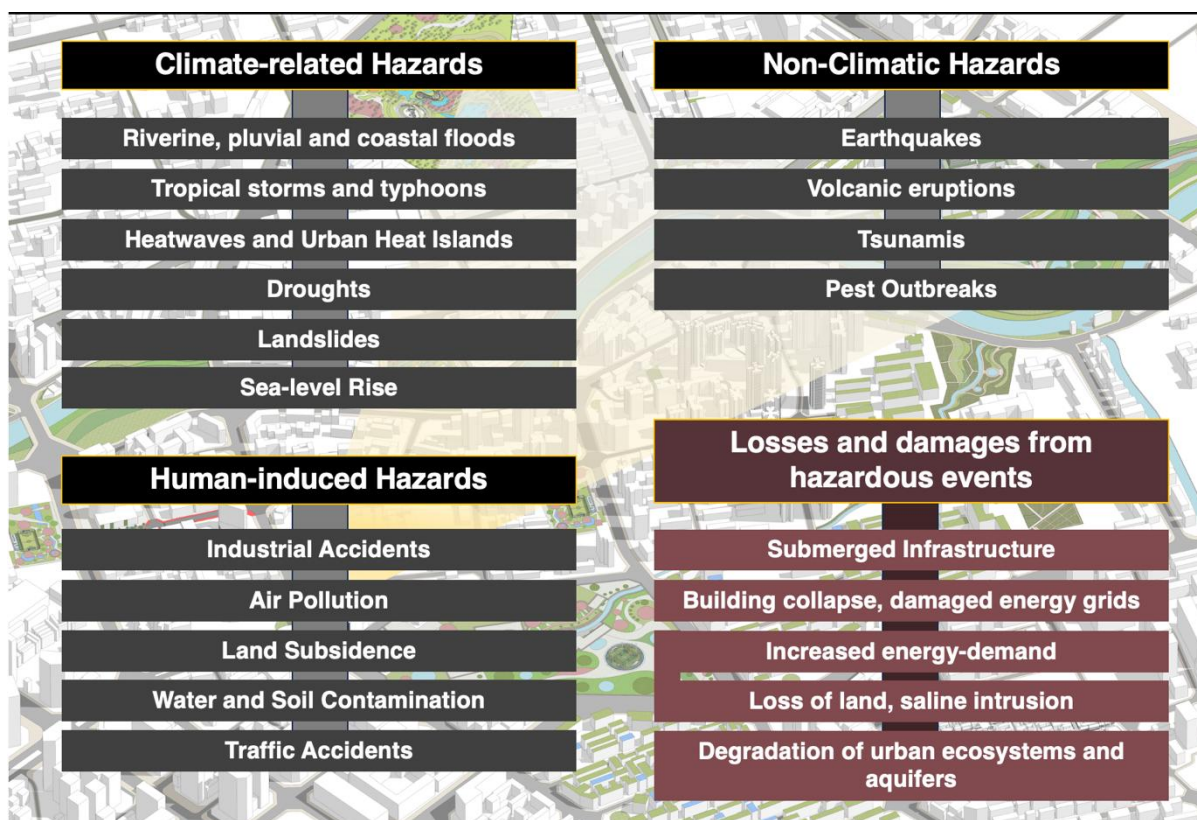 Climate-related Hazards
Riverine, pluvial and coastal floods
Tropical storms and typhoons
Heatwaves and Urban Heat Islands
Droughts
Landslides
Sea-level Rise
Non-Climatic Hazards
Earthquakes
Volcanic eruptions
Tsunamis
Pest Outbreaks
Human-induced Hazards
Industrial Accidents
Air Pollution
Land Subsidence
Water and Soil Contamination
Traffic Accidents
Losses and damages from
hazardous events
Submerged Infrastructure
Building collapse, damaged energy grids
Increased energy-demand
Loss of land, saline intrusion
Degradation of urban ecosystems and
aquifers